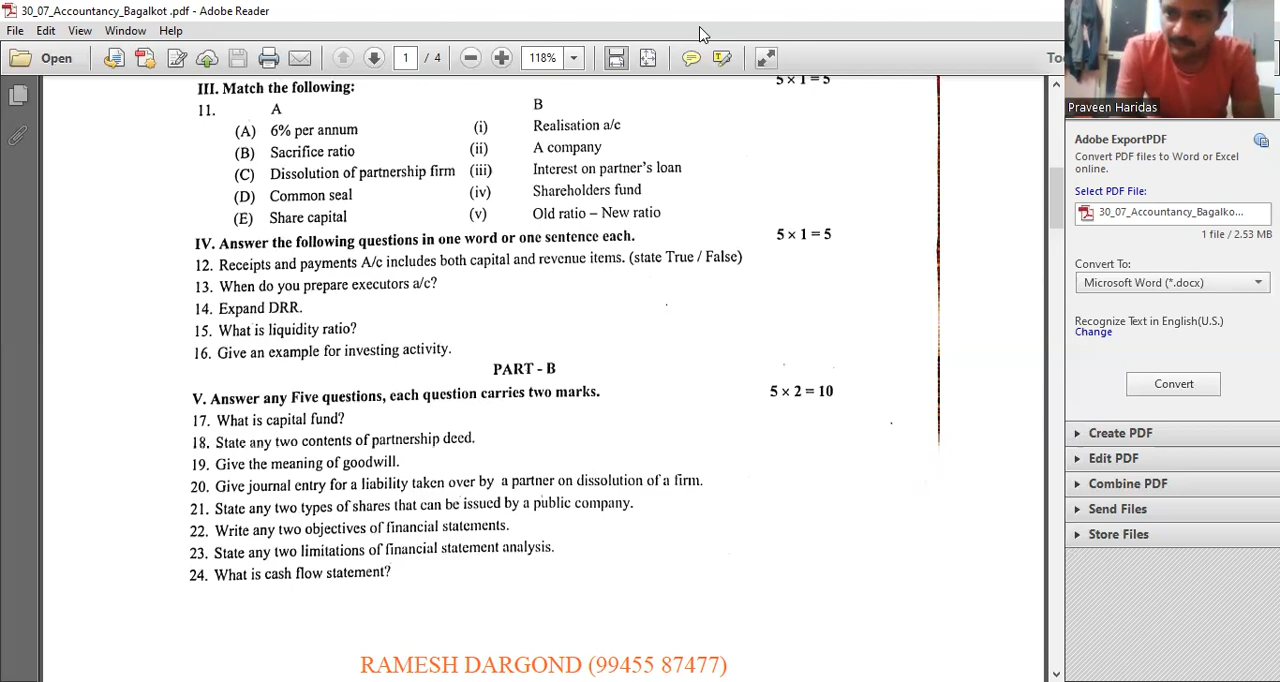 30_07_Accountancy_Bagalkot .pdf - Adobe Reader
File Edit View Window Help
Open 1 / 4 118%
III. Match the following: 5 × 1 = 5
11. A B
(A) 6% per annum (i) Realisation a/c
(B) Sacrifice ratio (ii) A company
(C) Dissolution of partnership firm (iii) Interest on partner's loan
(D) Common seal (iv) Shareholders fund
(E) Share capital (v) Old ratio – New ratio
IV. Answer the following questions in one word or one sentence each. 5 × 1 = 5
12. Receipts and payments A/c includes both capital and revenue items. (state True / False)
13. When do you prepare executors a/c?
14. Expand DRR.
15. What is liquidity ratio?
16. Give an example for investing activity.
PART - B
V. Answer any Five questions, each question carries two marks. 5 × 2 = 10
17. What is capital fund?
18. State any two contents of partnership deed.
19. Give the meaning of goodwill.
20. Give journal entry for a liability taken over by a partner on dissolution of a firm.
21. State any two types of shares that can be issued by a public company.
22. Write any two objectives of financial statements.
23. State any two limitations of financial statement analysis.
24. What is cash flow statement?
RAMESH DARGOND (99455 87477)
Praveen Haridas
Adobe ExportPDF
Convert PDF files to Word or Excel
online.
Select PDF File:
30_07_Accountancy_Bagalko...
1 file / 2.53 MB
Convert To:
Microsoft Word (*.docx)
Recognize Text in English(U.S.)
Change
Convert
Create PDF
Edit PDF
Combine PDF
Send Files
Store Files